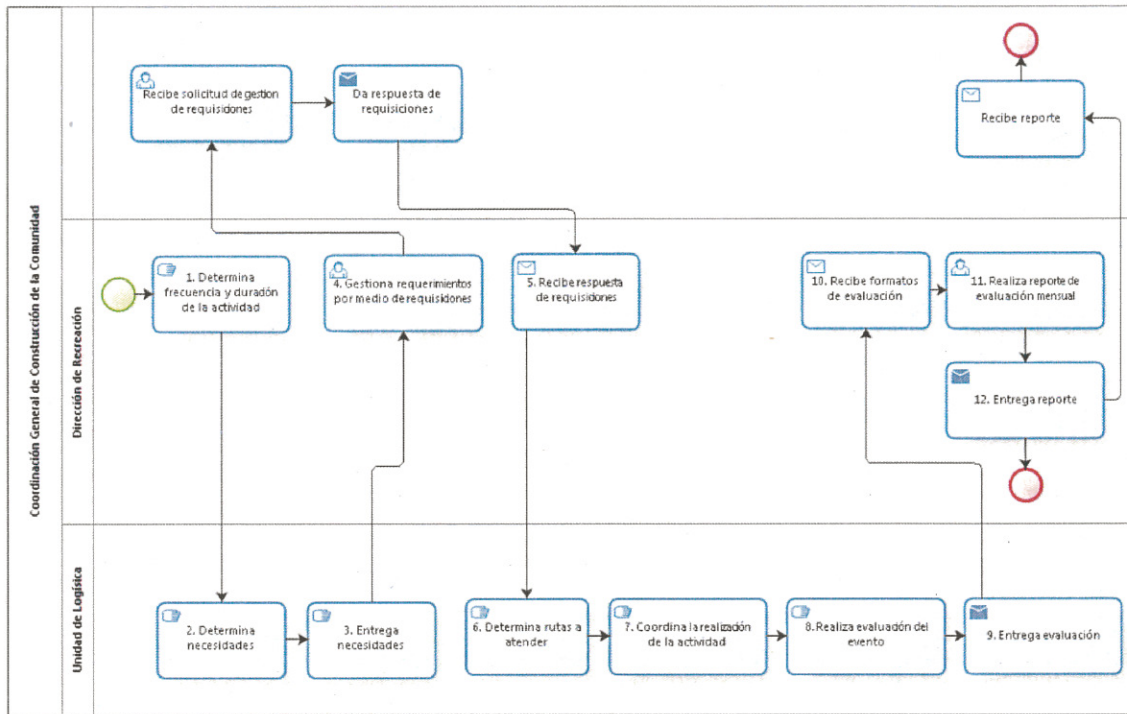 Coordinación General de Construcción de la Comunidad
Recibe solicitud de gestion
de requisidones
Da respuesta de
requisiciones
Recibe reporte
Dirección de Recreación
1. Determina
frecuencia y duradón
de la actividad
4. Gestiona requerimientos
por medio de requisidones
5. Recibe respuesta
de requisidones
10. Recibe formatos
de evaluación
11. Realiza reporte de
evaluación mensual
12. Entrega reporte
Unidad de Logísica
2. Determina
necesidades
3. Entrega
necesidades
6. Determina rutas a
atender
7. Coordina la realización
de la actividad
8. Realiza evaluación del
evento
9. Entrega evaluación